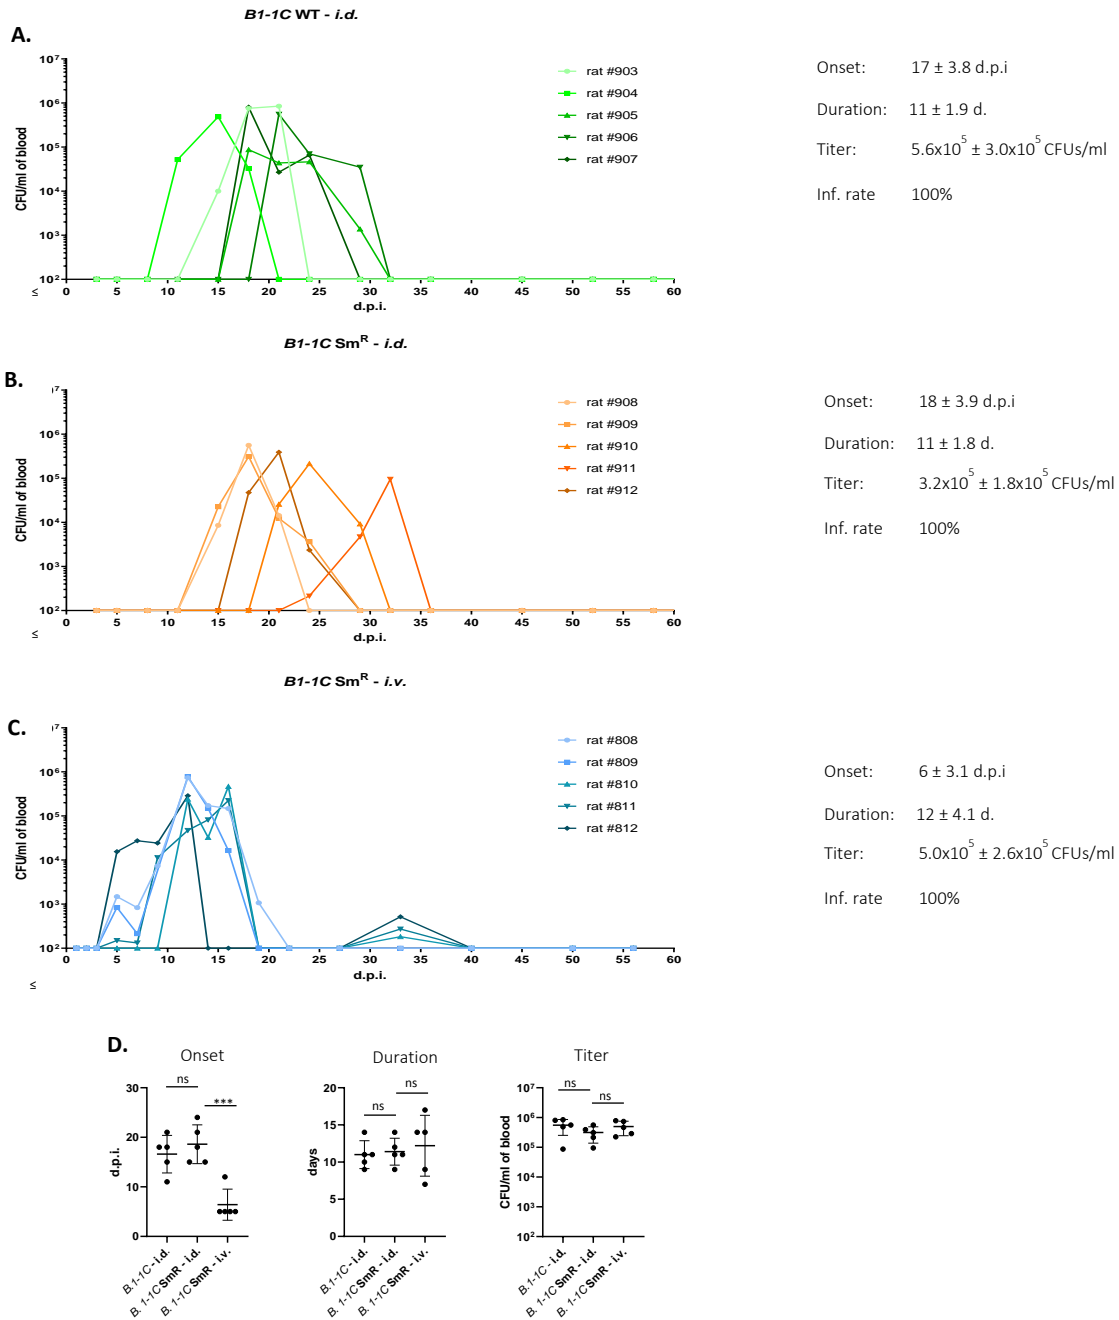 B1-1C WT - i.d.
A.
CFU/ml of blood
10⁷
10⁶
10⁵
10⁴
10³
10²
≤
0 5 10 15 20 25 30 35 40 45 50 55 60
d.p.i.
rat #903
rat #904
rat #905
rat #906
rat #907
Onset: 17 ± 3.8 d.p.i
Duration: 11 ± 1.9 d.
Titer: 5.6x10⁵ ± 3.0x10⁵ CFUs/ml
Inf. rate 100%
B1-1C Smᴿ - i.d.
B.
CFU/ml of blood
10⁷
10⁶
10⁵
10⁴
10³
10²
≤
0 5 10 15 20 25 30 35 40 45 50 55 60
d.p.i.
rat #908
rat #909
rat #910
rat #911
rat #912
Onset: 18 ± 3.9 d.p.i
Duration: 11 ± 1.8 d.
Titer: 3.2x10⁵ ± 1.8x10⁵ CFUs/ml
Inf. rate 100%
B1-1C Smᴿ - i.v.
C.
CFU/ml of blood
10⁷
10⁶
10⁵
10⁴
10³
10²
≤
0 5 10 15 20 25 30 35 40 45 50 55 60
d.p.i.
rat #808
rat #809
rat #810
rat #811
rat #812
Onset: 6 ± 3.1 d.p.i
Duration: 12 ± 4.1 d.
Titer: 5.0x10⁵ ± 2.6x10⁵ CFUs/ml
Inf. rate 100%
D.
Onset
d.p.i.
30
20
10
0
ns
***
B.1-1C - i.d.
B. 1-1C SmR - i.d.
B. 1-1C SmR - i.v.
Duration
days
20
15
10
5
0
ns
ns
B.1-1C - i.d.
B. 1-1C SmR - i.d.
B. 1-1C SmR - i.v.
Titer
CFU/ml of blood
10⁷
10⁶
10⁵
10⁴
10³
10²
ns
ns
B.1-1C - i.d.
B. 1-1C SmR - i.d.
B. 1-1C SmR - i.v.